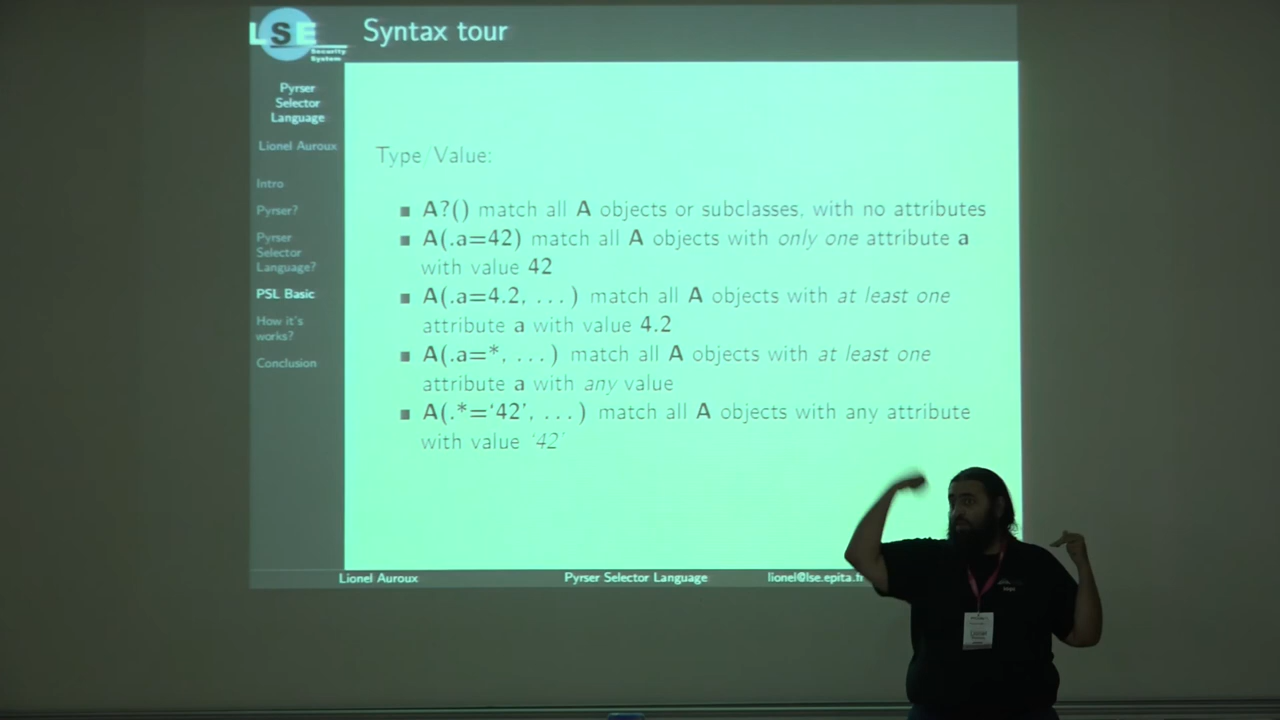 LSE
Security
System
Syntax tour
Pyrser
Selector
Language
Lionel Auroux
Intro
Pyrser?
Pyrser
Selector
Language?
PSL Basic
How it's
works?
Conclusion
Type/Value:
A?() match all A objects or subclasses, with no attributes
A(.a=42) match all A objects with only one attribute a
with value 42
A(.a=4.2, ...) match all A objects with at least one
attribute a with value 4.2
A(.a=*, ...) match all A objects with at least one
attribute a with any value
A(.*=‘42’, ...) match all A objects with any attribute
with value ‘42’
Lionel Auroux
Pyrser Selector Language
lionel@lse.epita.fr